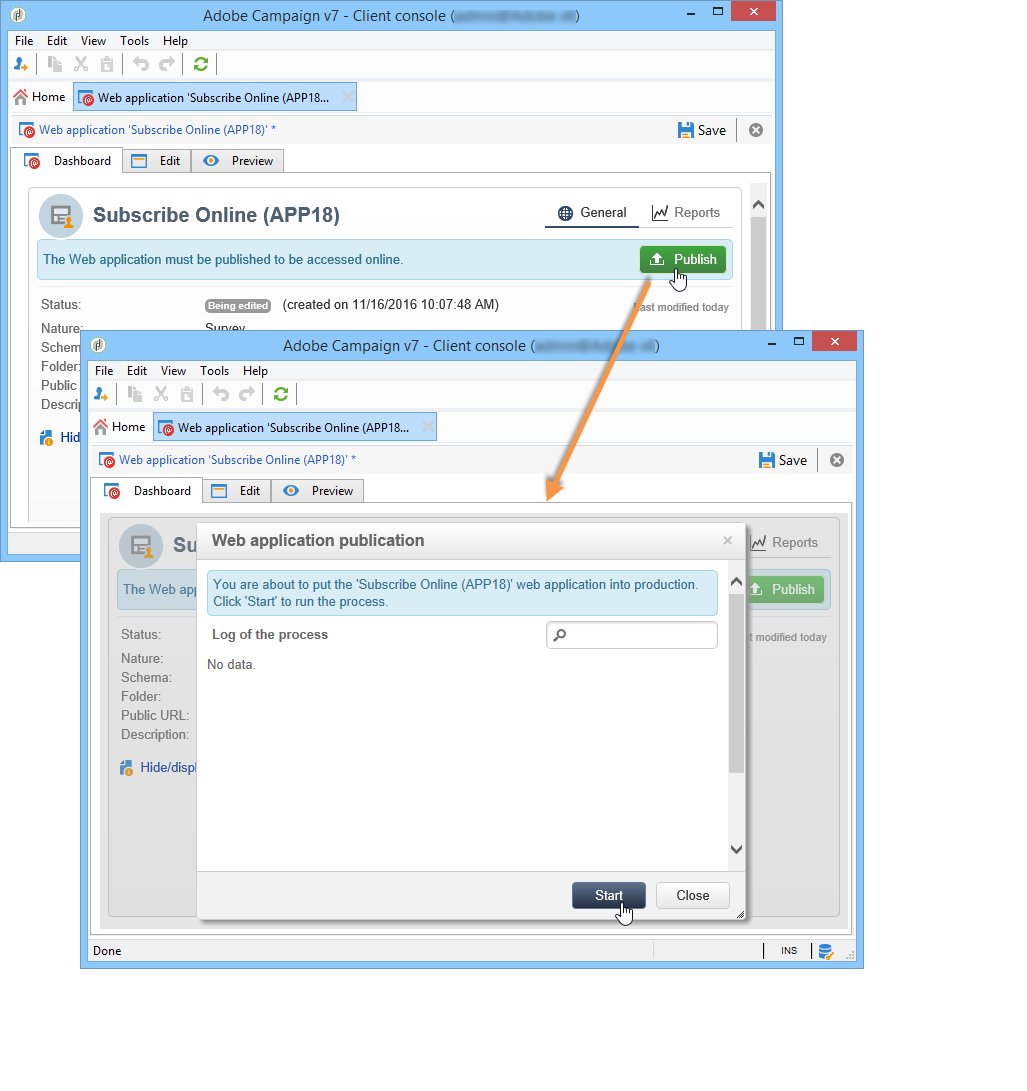 Adobe Campaign v7 - Client console (
File Edit View Tools Help
Home Web application 'Subscribe Online (APP18...
Web application 'Subscribe Online (APP18)' * Save
Dashboard Edit Preview
Subscribe Online (APP18) General Reports
The Web application must be published to be accessed online. Publish
Status: Being edited (created on 11/16/2016 10:07:48 AM) Last modified today
Nature: Survey
Schem
Folder:
Public
Descrip
Hid
Adobe Campaign v7 - Client console (
File Edit View Tools Help
Home Web application 'Subscribe Online (APP18...
Web application 'Subscribe Online (APP18)' * Save
Dashboard Edit Preview
Su Reports
Web application publication
The Web app Publish
You are about to put the 'Subscribe Online (APP18)' web application into production.
Click 'Start' to run the process.
Status: Log of the process t modified today
Nature: No data.
Schema:
Folder:
Public URL:
Description:
Hide/displ
Start Close
Done INS